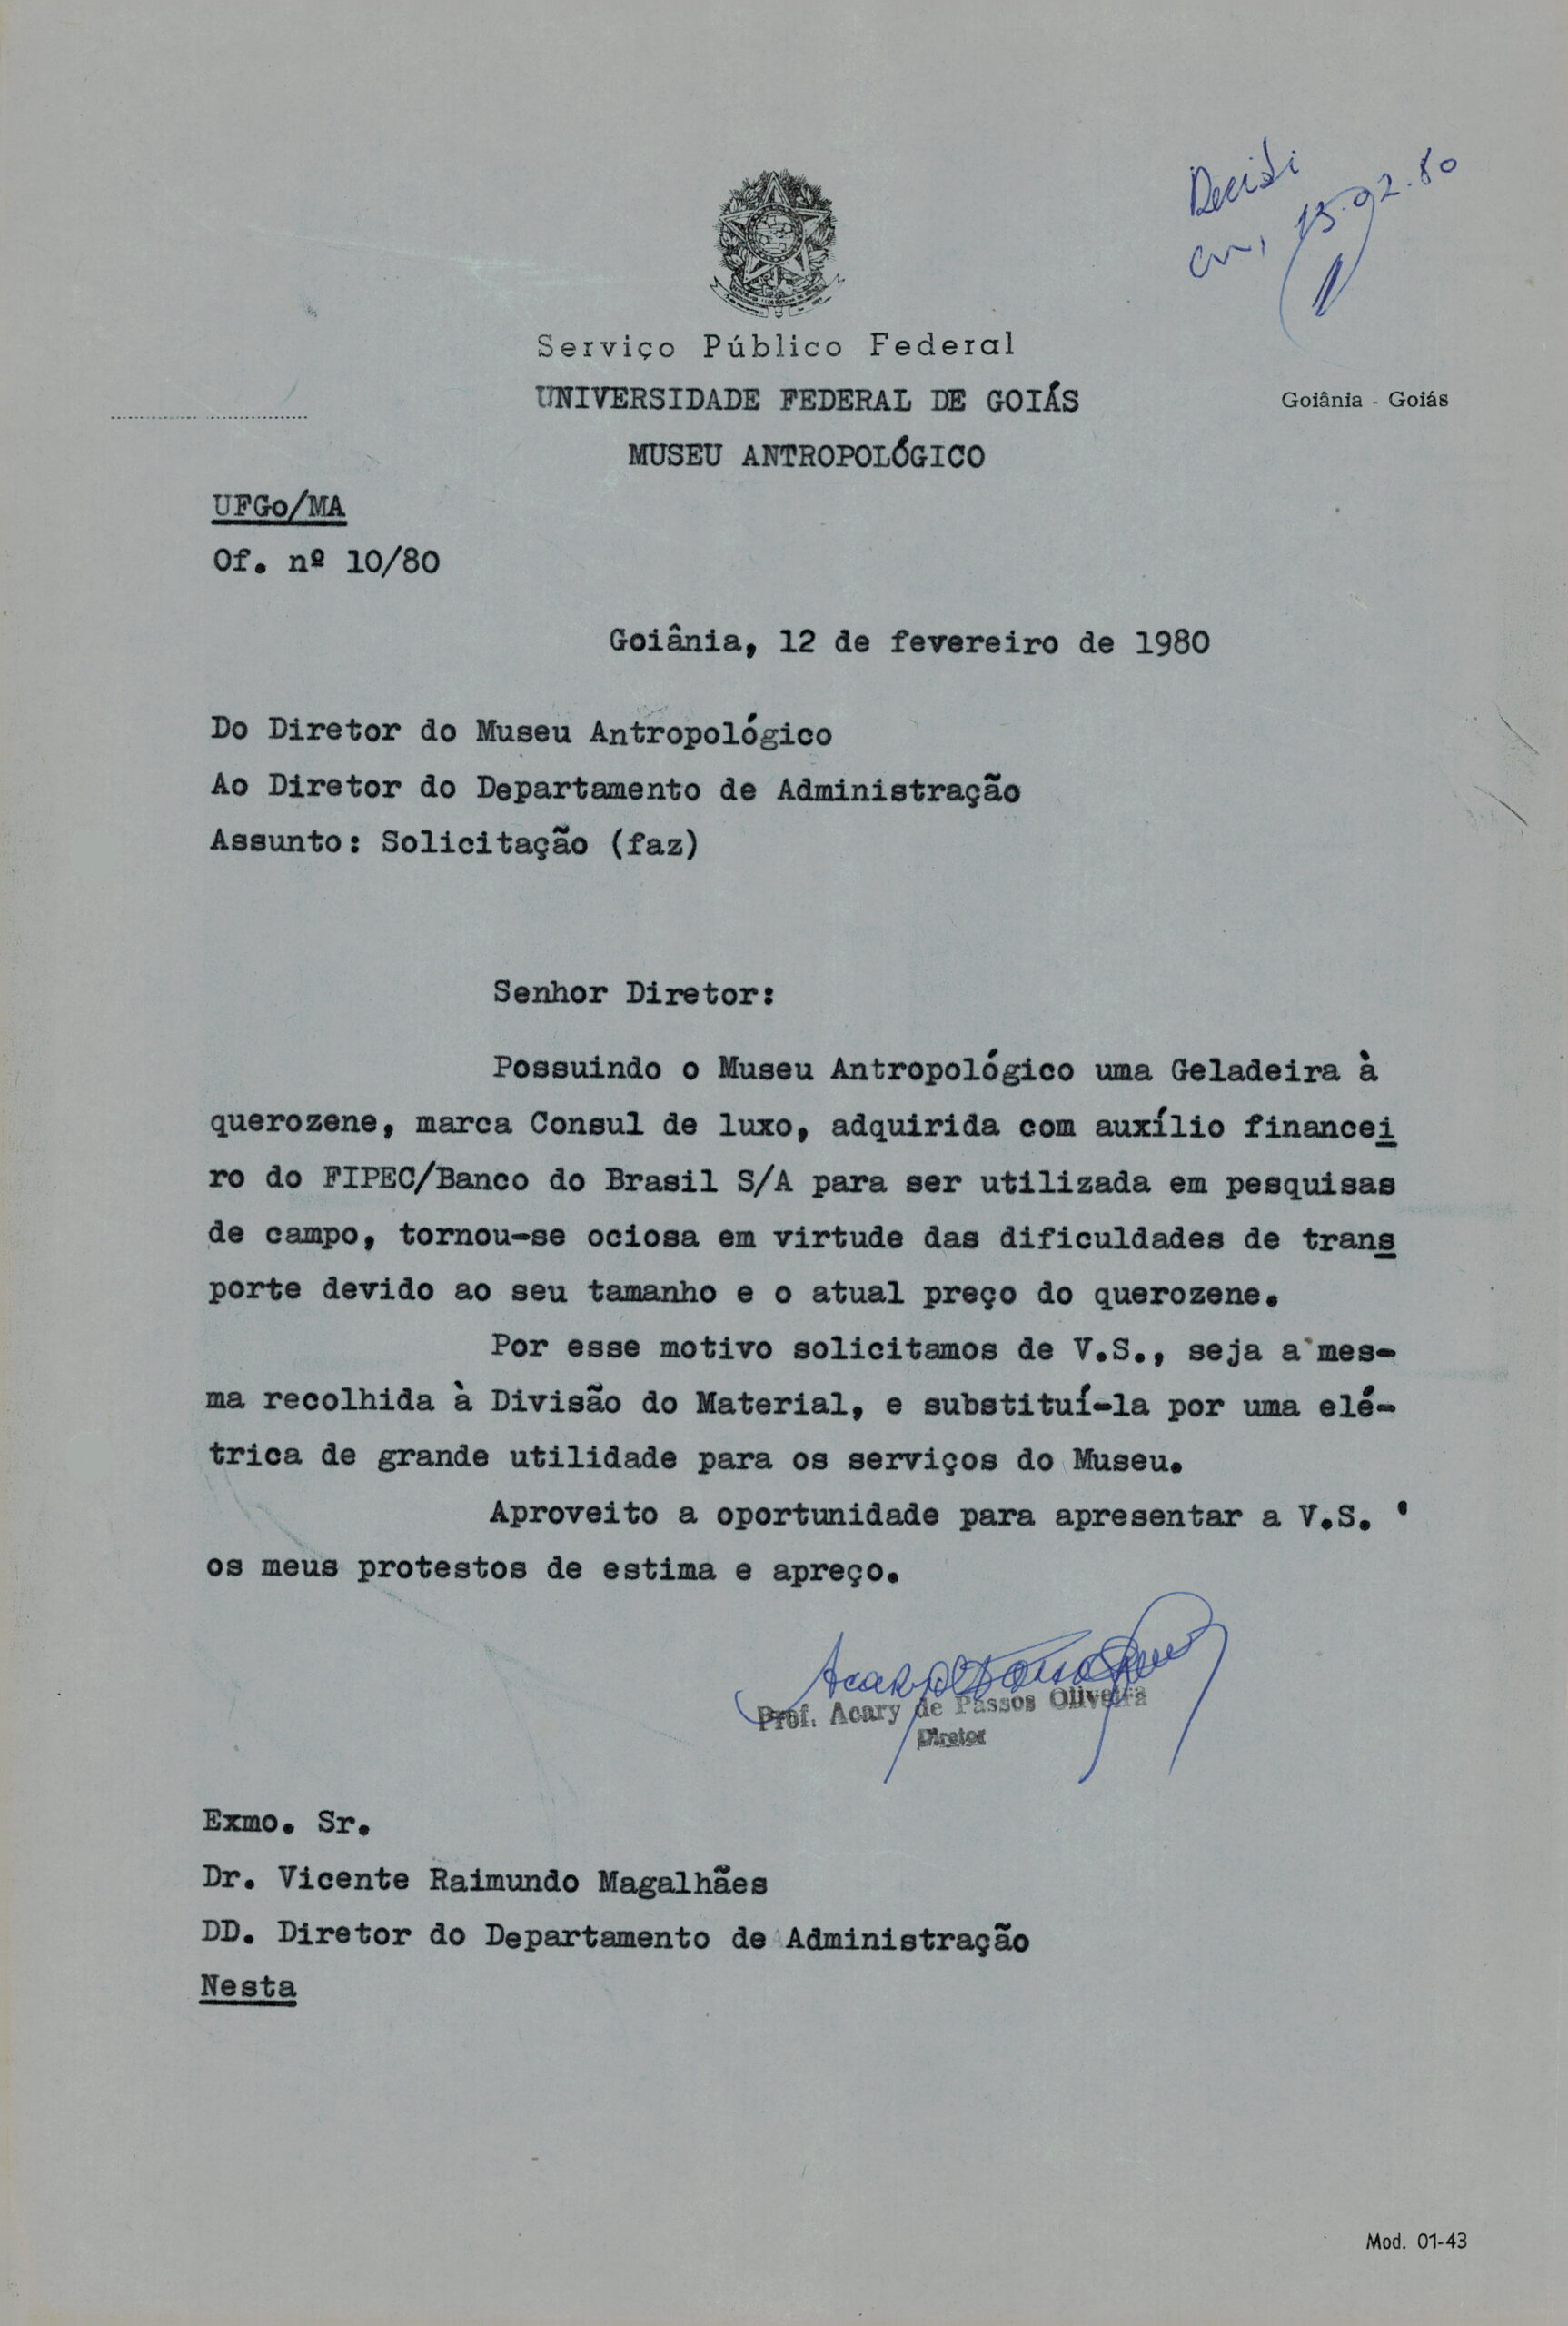 em, 15.02.80
Serviço Público Federal
UNIVERSIDADE FEDERAL DE GOIÁS
Goiânia - Goiás
MUSEU ANTROPOLÓGICO
UFGo/MA
Of. nº 10/80
Goiânia, 12 de fevereiro de 1980
Do Diretor do Museu Antropológico
Ao Diretor do Departamento de Administração
Assunto: Solicitação (faz)
Senhor Diretor:
Possuindo o Museu Antropológico uma Geladeira à
querozene, marca Consul de luxo, adquirida com auxílio financei
ro do FIPEC/Banco do Brasil S/A para ser utilizada em pesquisas
de campo, tornou-se ociosa em virtude das dificuldades de trans
porte devido ao seu tamanho e o atual preço do querozene.
Por esse motivo solicitamos de V.S., seja a mes-
ma recolhida à Divisão do Material, e substituí-la por uma elé-
trica de grande utilidade para os serviços do Museu.
Aproveito a oportunidade para apresentar a V.S. '
os meus protestos de estima e apreço.
Prof. Acary de Passos Oliveira
Diretor
Exmo. Sr.
Dr. Vicente Raimundo Magalhães
DD. Diretor do Departamento de Administração
Nesta
Mod. 01-43